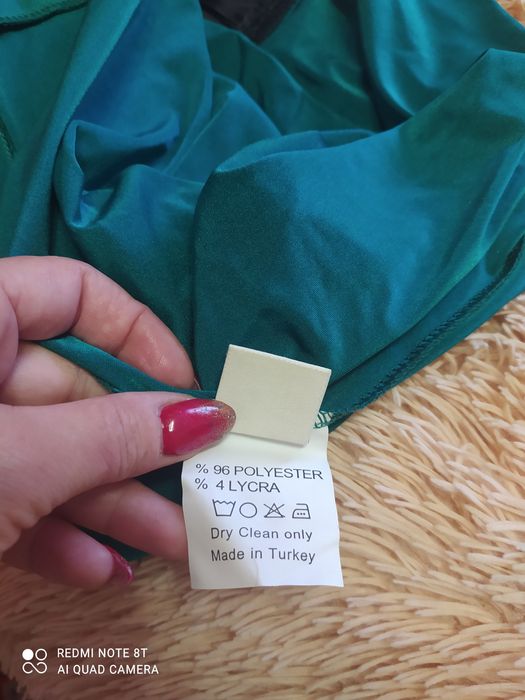 % 96 POLYESTER
% 4 LYCRA
Dry Clean only
Made in Turkey
REDMI NOTE 8T
AI QUAD CAMERA